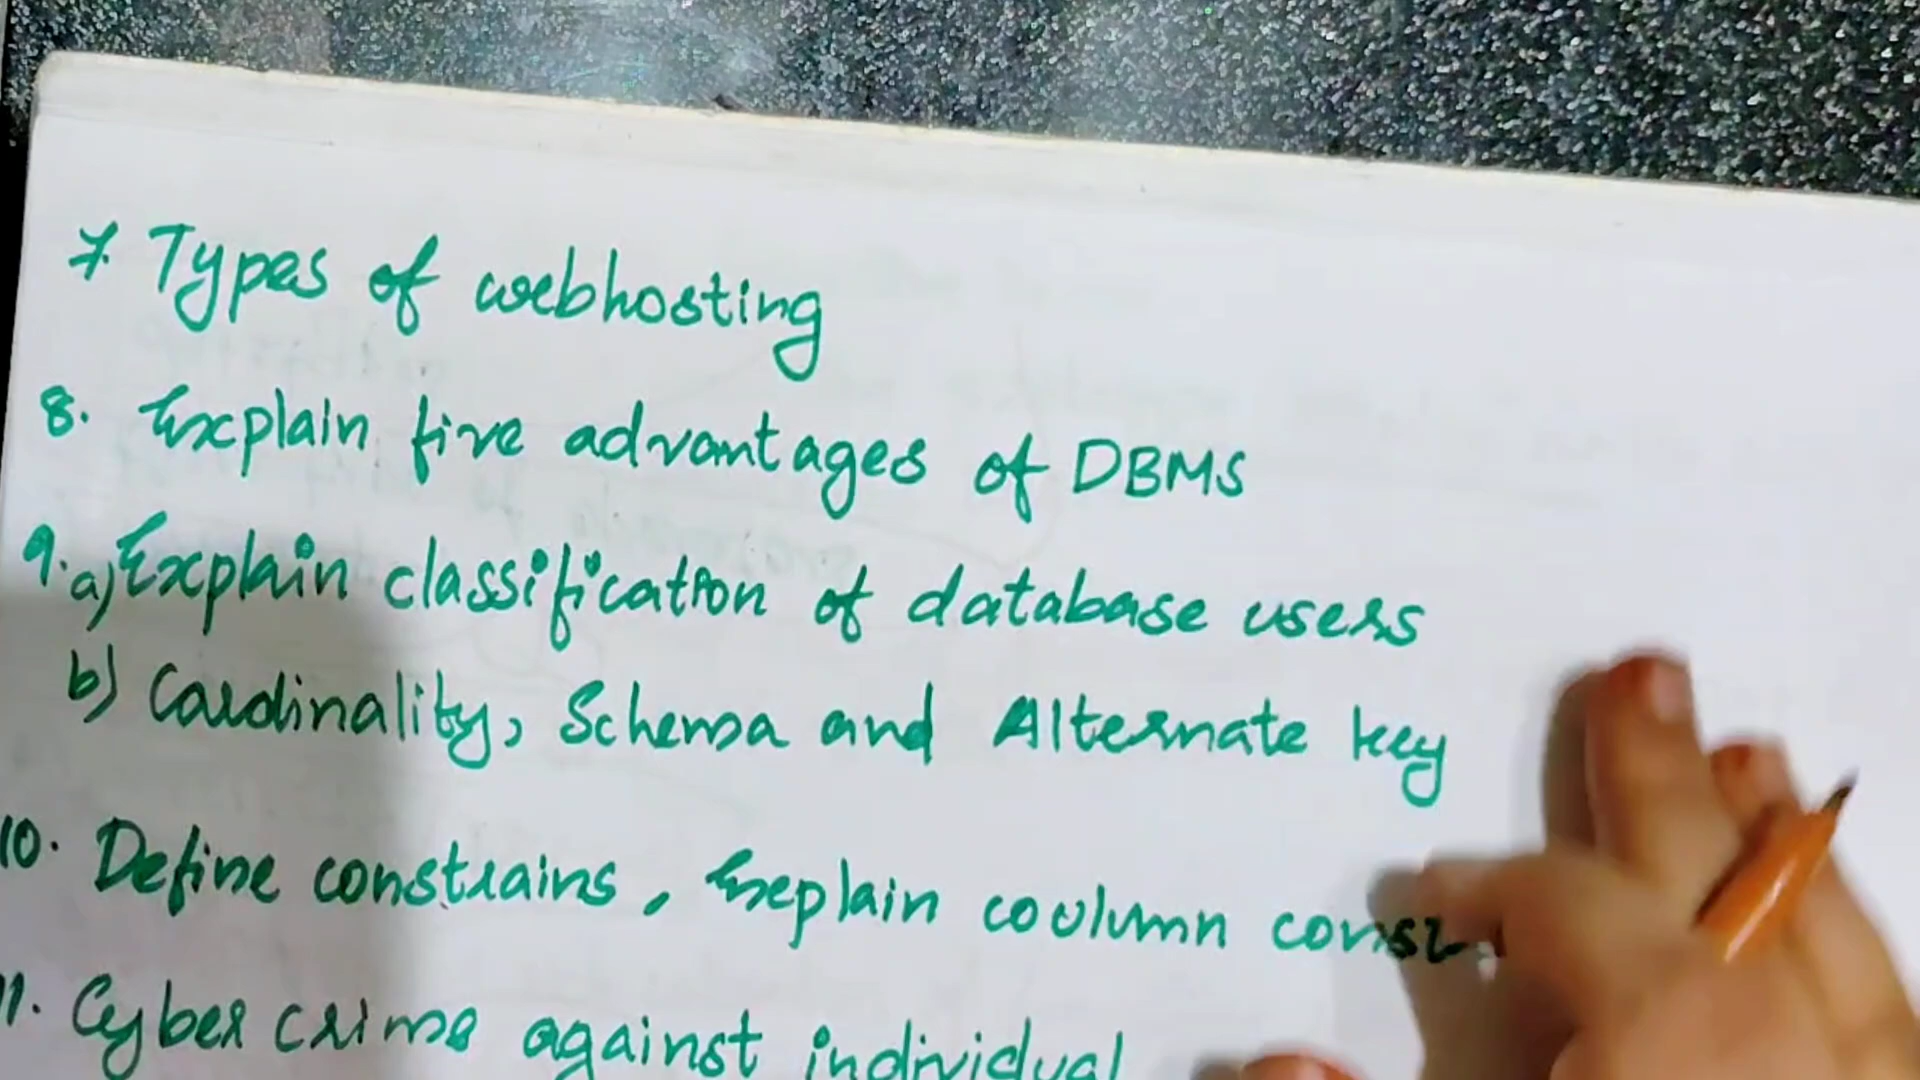 7. Types of webhosting
8. Explain five advantages of DBMS
9. a) Explain classification of database users
b) Cardinality, Schema and Alternate key
10. Define constrains, Explain coulumn
11. Cyber crime against individual